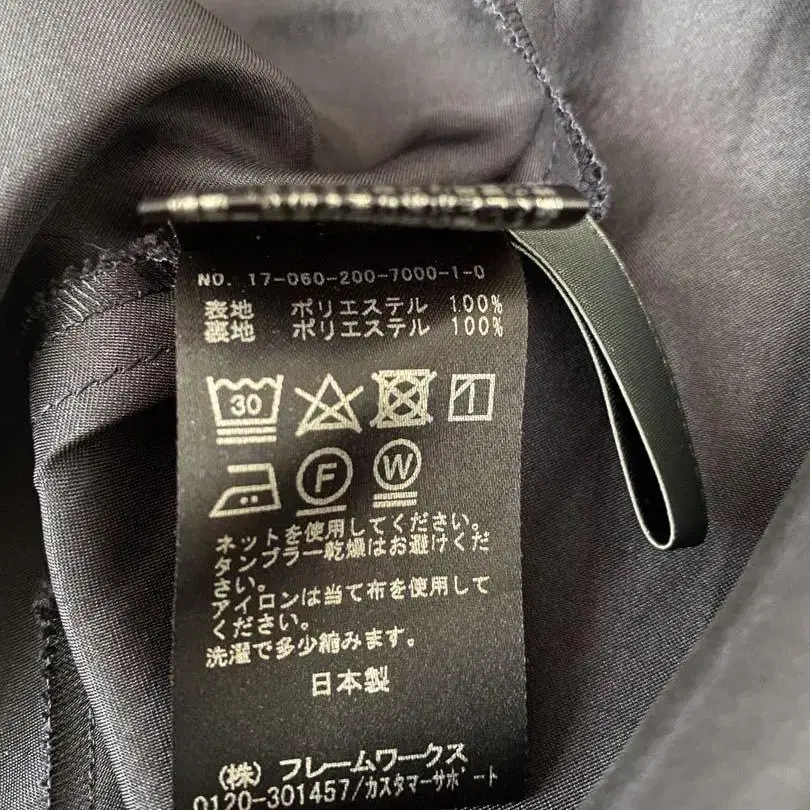 NO. 17-060-200-7000-1-0
表地 ポリエステル 100%
裏地 ポリエステル 100%
30
F W
ネットを使用してください。
タンブラー乾燥はお避けくだ
さい。
アイロンは当て布を使用して
ください。
洗濯で多少縮みます。
日本製
(株) フレームワークス
0120-301457/カスタマーサポート